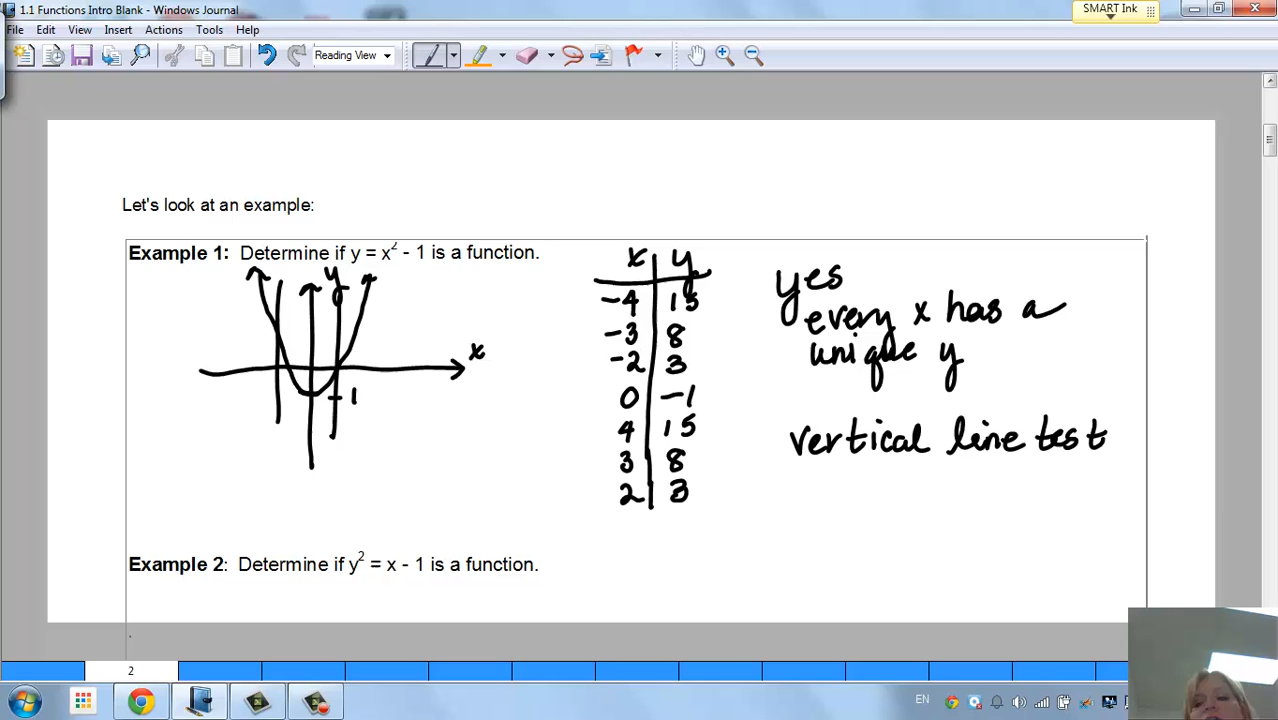 1.1 Functions Intro Blank - Windows Journal
SMART Ink
File Edit View Insert Actions Tools Help
Reading View
Let's look at an example:
Example 1: Determine if y = x² - 1 is a function.
y
x
-1
x y
-4 15
-3 8
-2 3
0 -1
4 15
3 8
2 3
yes
every x has a
unique y
vertical line test
Example 2: Determine if y² = x - 1 is a function.
2
EN